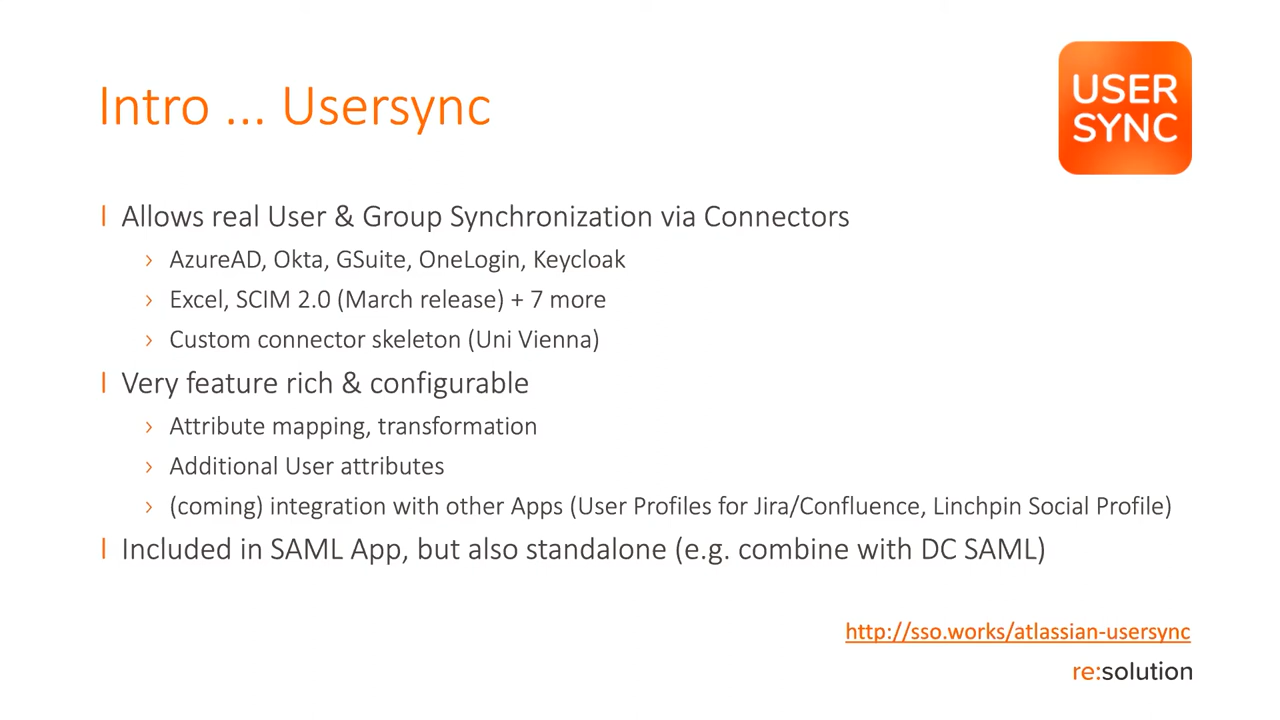 Intro ... Usersync
USER
SYNC
Allows real User & Group Synchronization via Connectors
AzureAD, Okta, GSuite, OneLogin, Keycloak
Excel, SCIM 2.0 (March release) + 7 more
Custom connector skeleton (Uni Vienna)
Very feature rich & configurable
Attribute mapping, transformation
Additional User attributes
(coming) integration with other Apps (User Profiles for Jira/Confluence, Linchpin Social Profile)
Included in SAML App, but also standalone (e.g. combine with DC SAML)
http://sso.works/atlassian-usersync
re:solution